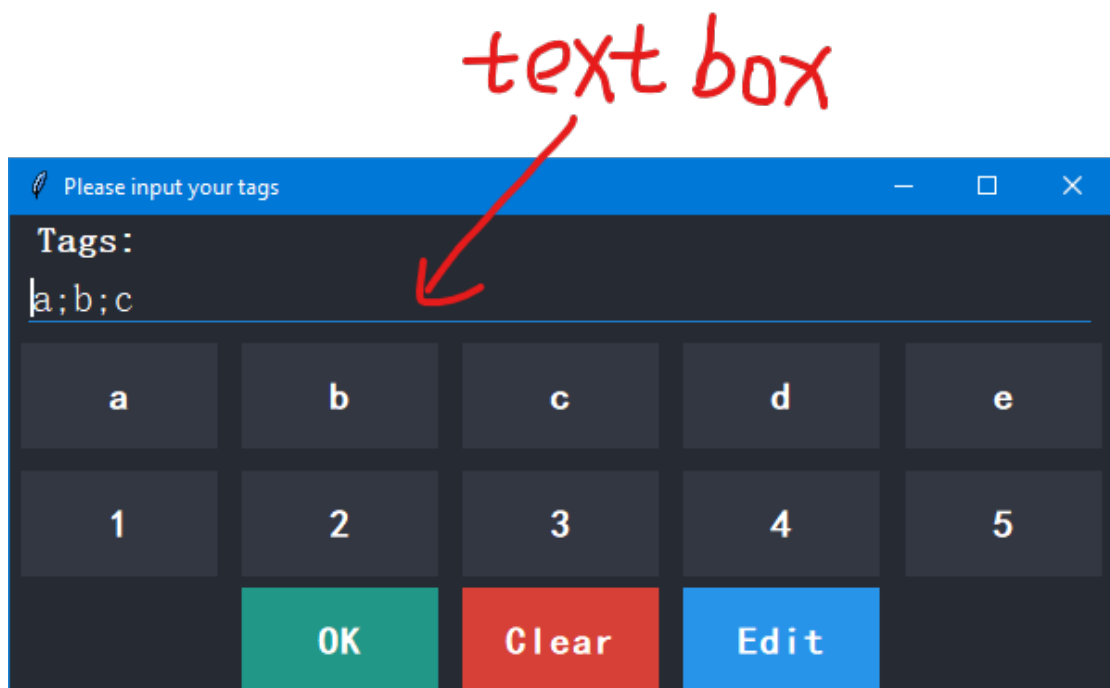 text box
Please input your tags
Tags:
a;b;c
a b c d e
1 2 3 4 5
OK Clear Edit